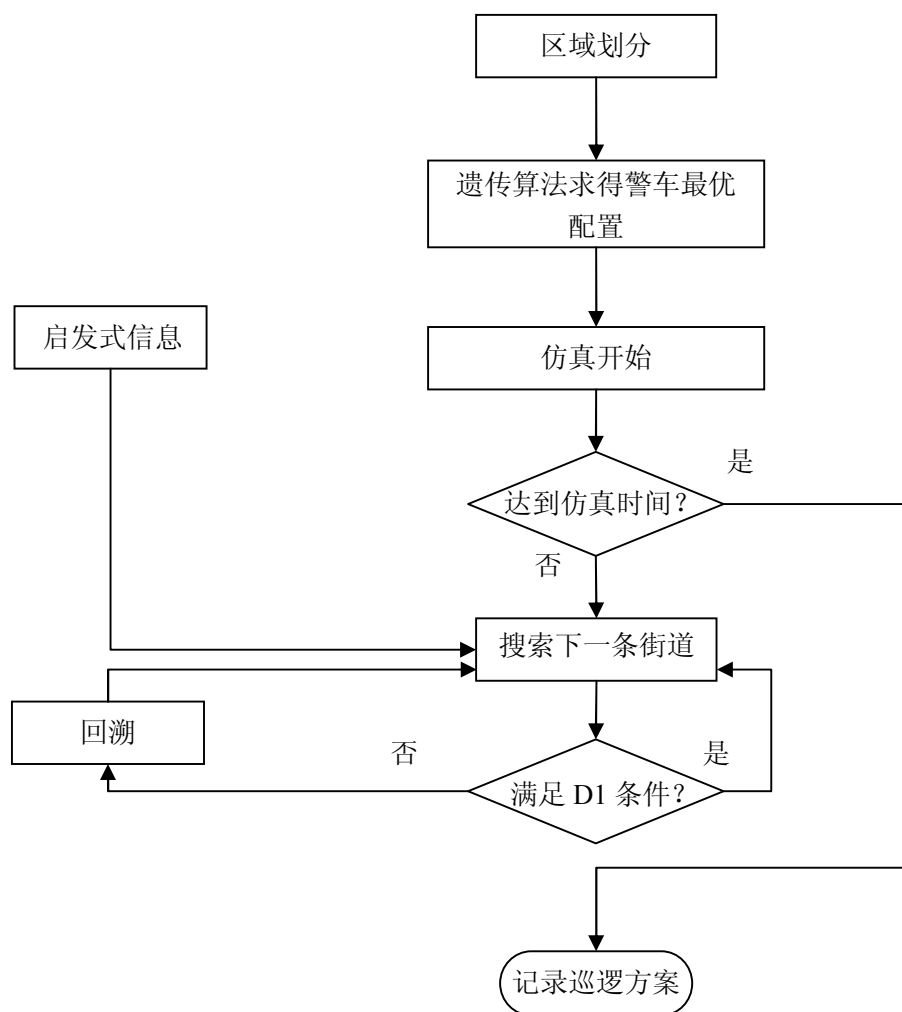 区域划分
遗传算法求得警车最优
配置
启发式信息
仿真开始
是
达到仿真时间？
否
搜索下一条街道
回溯
否
是
满足 D1 条件？
记录巡逻方案